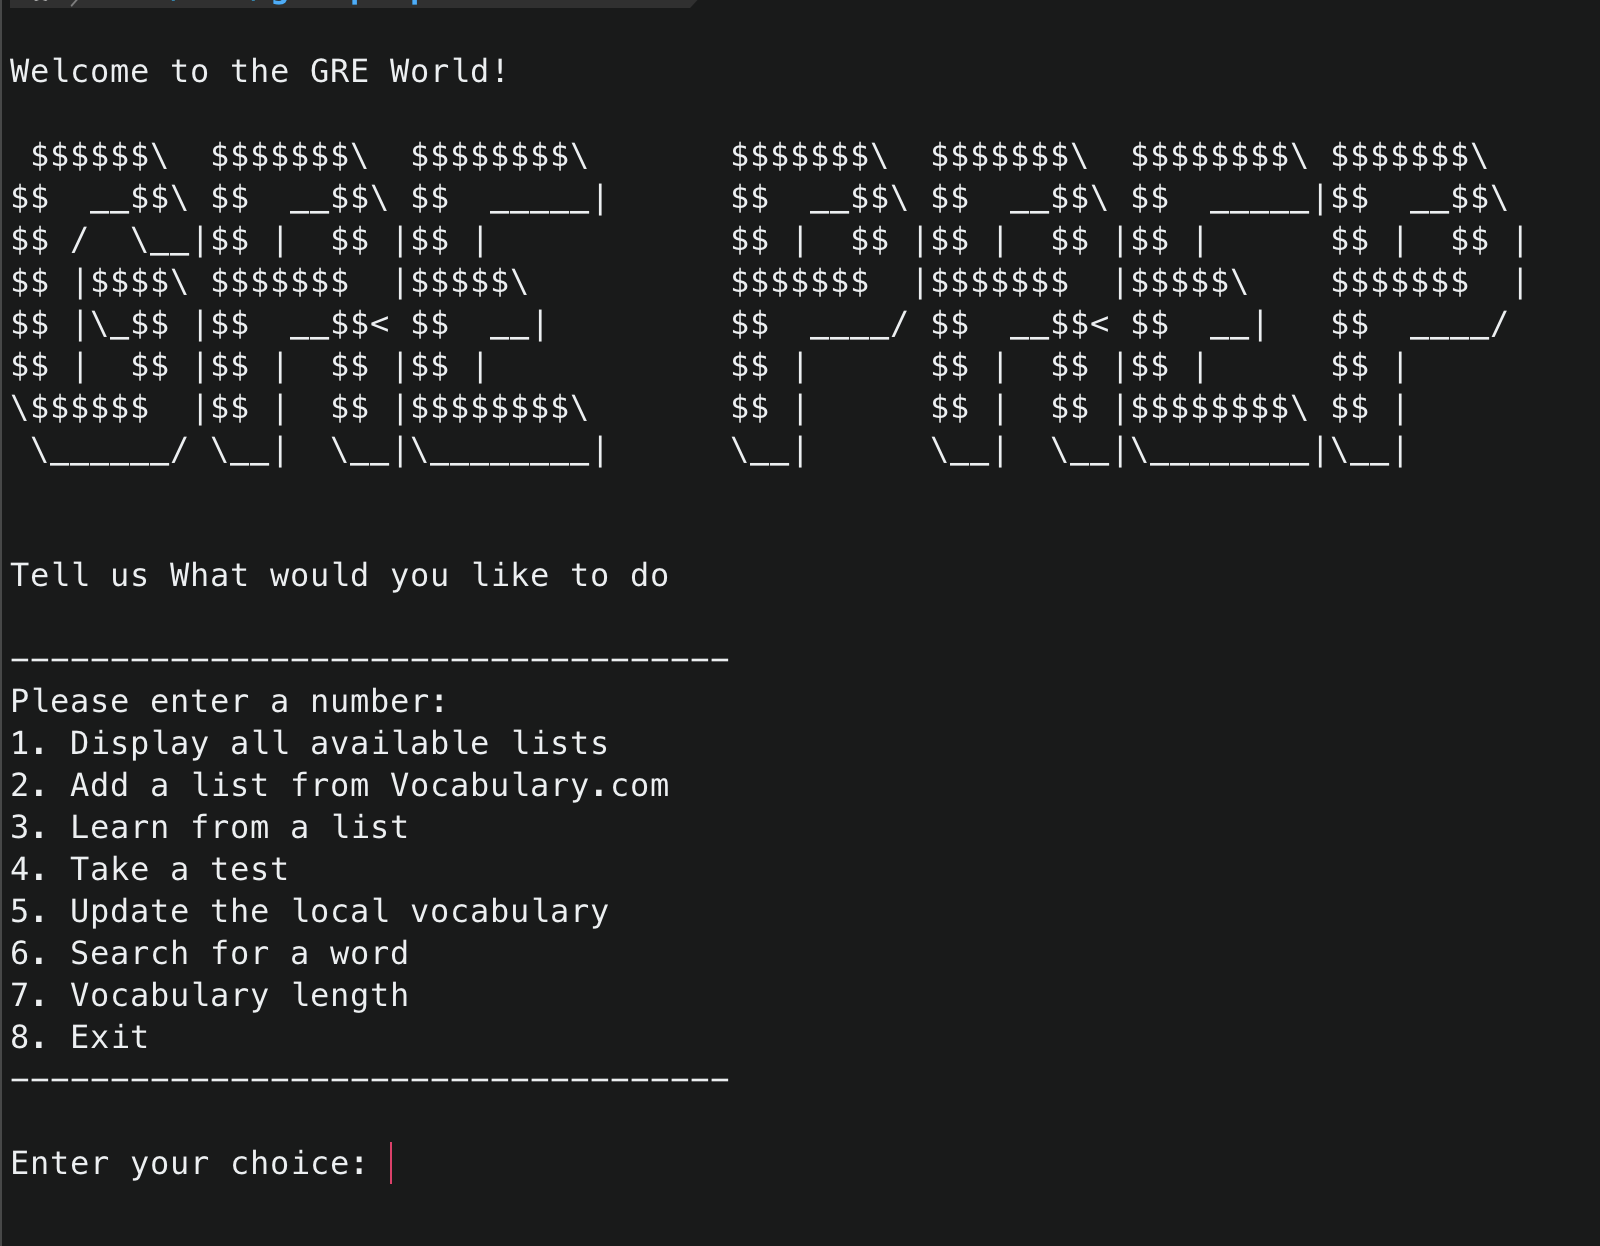 Welcome to the GRE World!
 $$$$$$\  $$$$$$$\  $$$$$$$$\       $$$$$$$\  $$$$$$$\  $$$$$$$$\ $$$$$$$\
$$  __$$\ $$  __$$\ $$  _____|      $$  __$$\ $$  __$$\ $$  _____|$$  __$$\
$$ /  \__|$$ |  $$ |$$ |            $$ |  $$ |$$ |  $$ |$$ |      $$ |  $$ |
$$ |$$$$\ $$$$$$$  |$$$$$\          $$$$$$$  |$$$$$$$  |$$$$$\    $$$$$$$  |
$$ |\_$$ |$$  __$$< $$  __|         $$  ____/ $$  __$$< $$  __|   $$  ____/
$$ |  $$ |$$ |  $$ |$$ |            $$ |      $$ |  $$ |$$ |      $$ |
\$$$$$$  |$$ |  $$ |$$$$$$$$\       $$ |      $$ |  $$ |$$$$$$$$\ $$ |
 \______/ \__|  \__|\________|      \__|      \__|  \__|\________|\__|
Tell us What would you like to do
------------------------------------
Please enter a number:
1. Display all available lists
2. Add a list from Vocabulary.com
3. Learn from a list
4. Take a test
5. Update the local vocabulary
6. Search for a word
7. Vocabulary length
8. Exit
------------------------------------
Enter your choice: